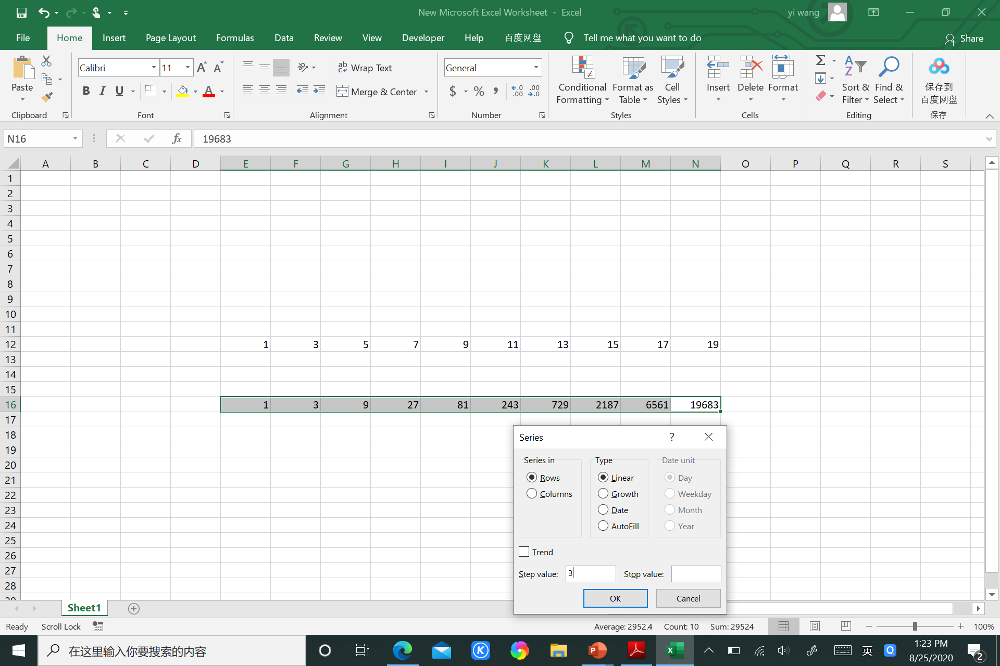 New Microsoft Excel Worksheet - Excel
yi wang
File Home Insert Page Layout Formulas Data Review View Developer Help 百度网盘 Tell me what you want to do Share
Paste
Clipboard
Calibri 11
B I U
Font
Wrap Text
Merge & Center
Alignment
General
$ % ,
Number
Conditional Formatting
Format as Table
Cell Styles
Styles
Insert Delete Format
Cells
Sort & Filter
Find & Select
Editing
保存到
百度网盘
保存
N16 fx 19683
A B C D E F G H I J K L M N O P Q R S
1
2
3
4
5
6
7
8
9
10
11
12 1 3 5 7 9 11 13 15 17 19
13
14
15
16 1 3 9 27 81 243 729 2187 6561 19683
17
18
19
20
21
22
23
24
25
26
27
28
Series ?
Series in
Rows
Columns
Type
Linear
Growth
Date
AutoFill
Date unit
Day
Weekday
Month
Year
Trend
Step value: 3 Stop value:
OK Cancel
Sheet1
Ready Scroll Lock Average: 2952.4 Count: 10 Sum: 29524 100%
在这里输入你要搜索的内容
英
1:23 PM
8/25/2020
2